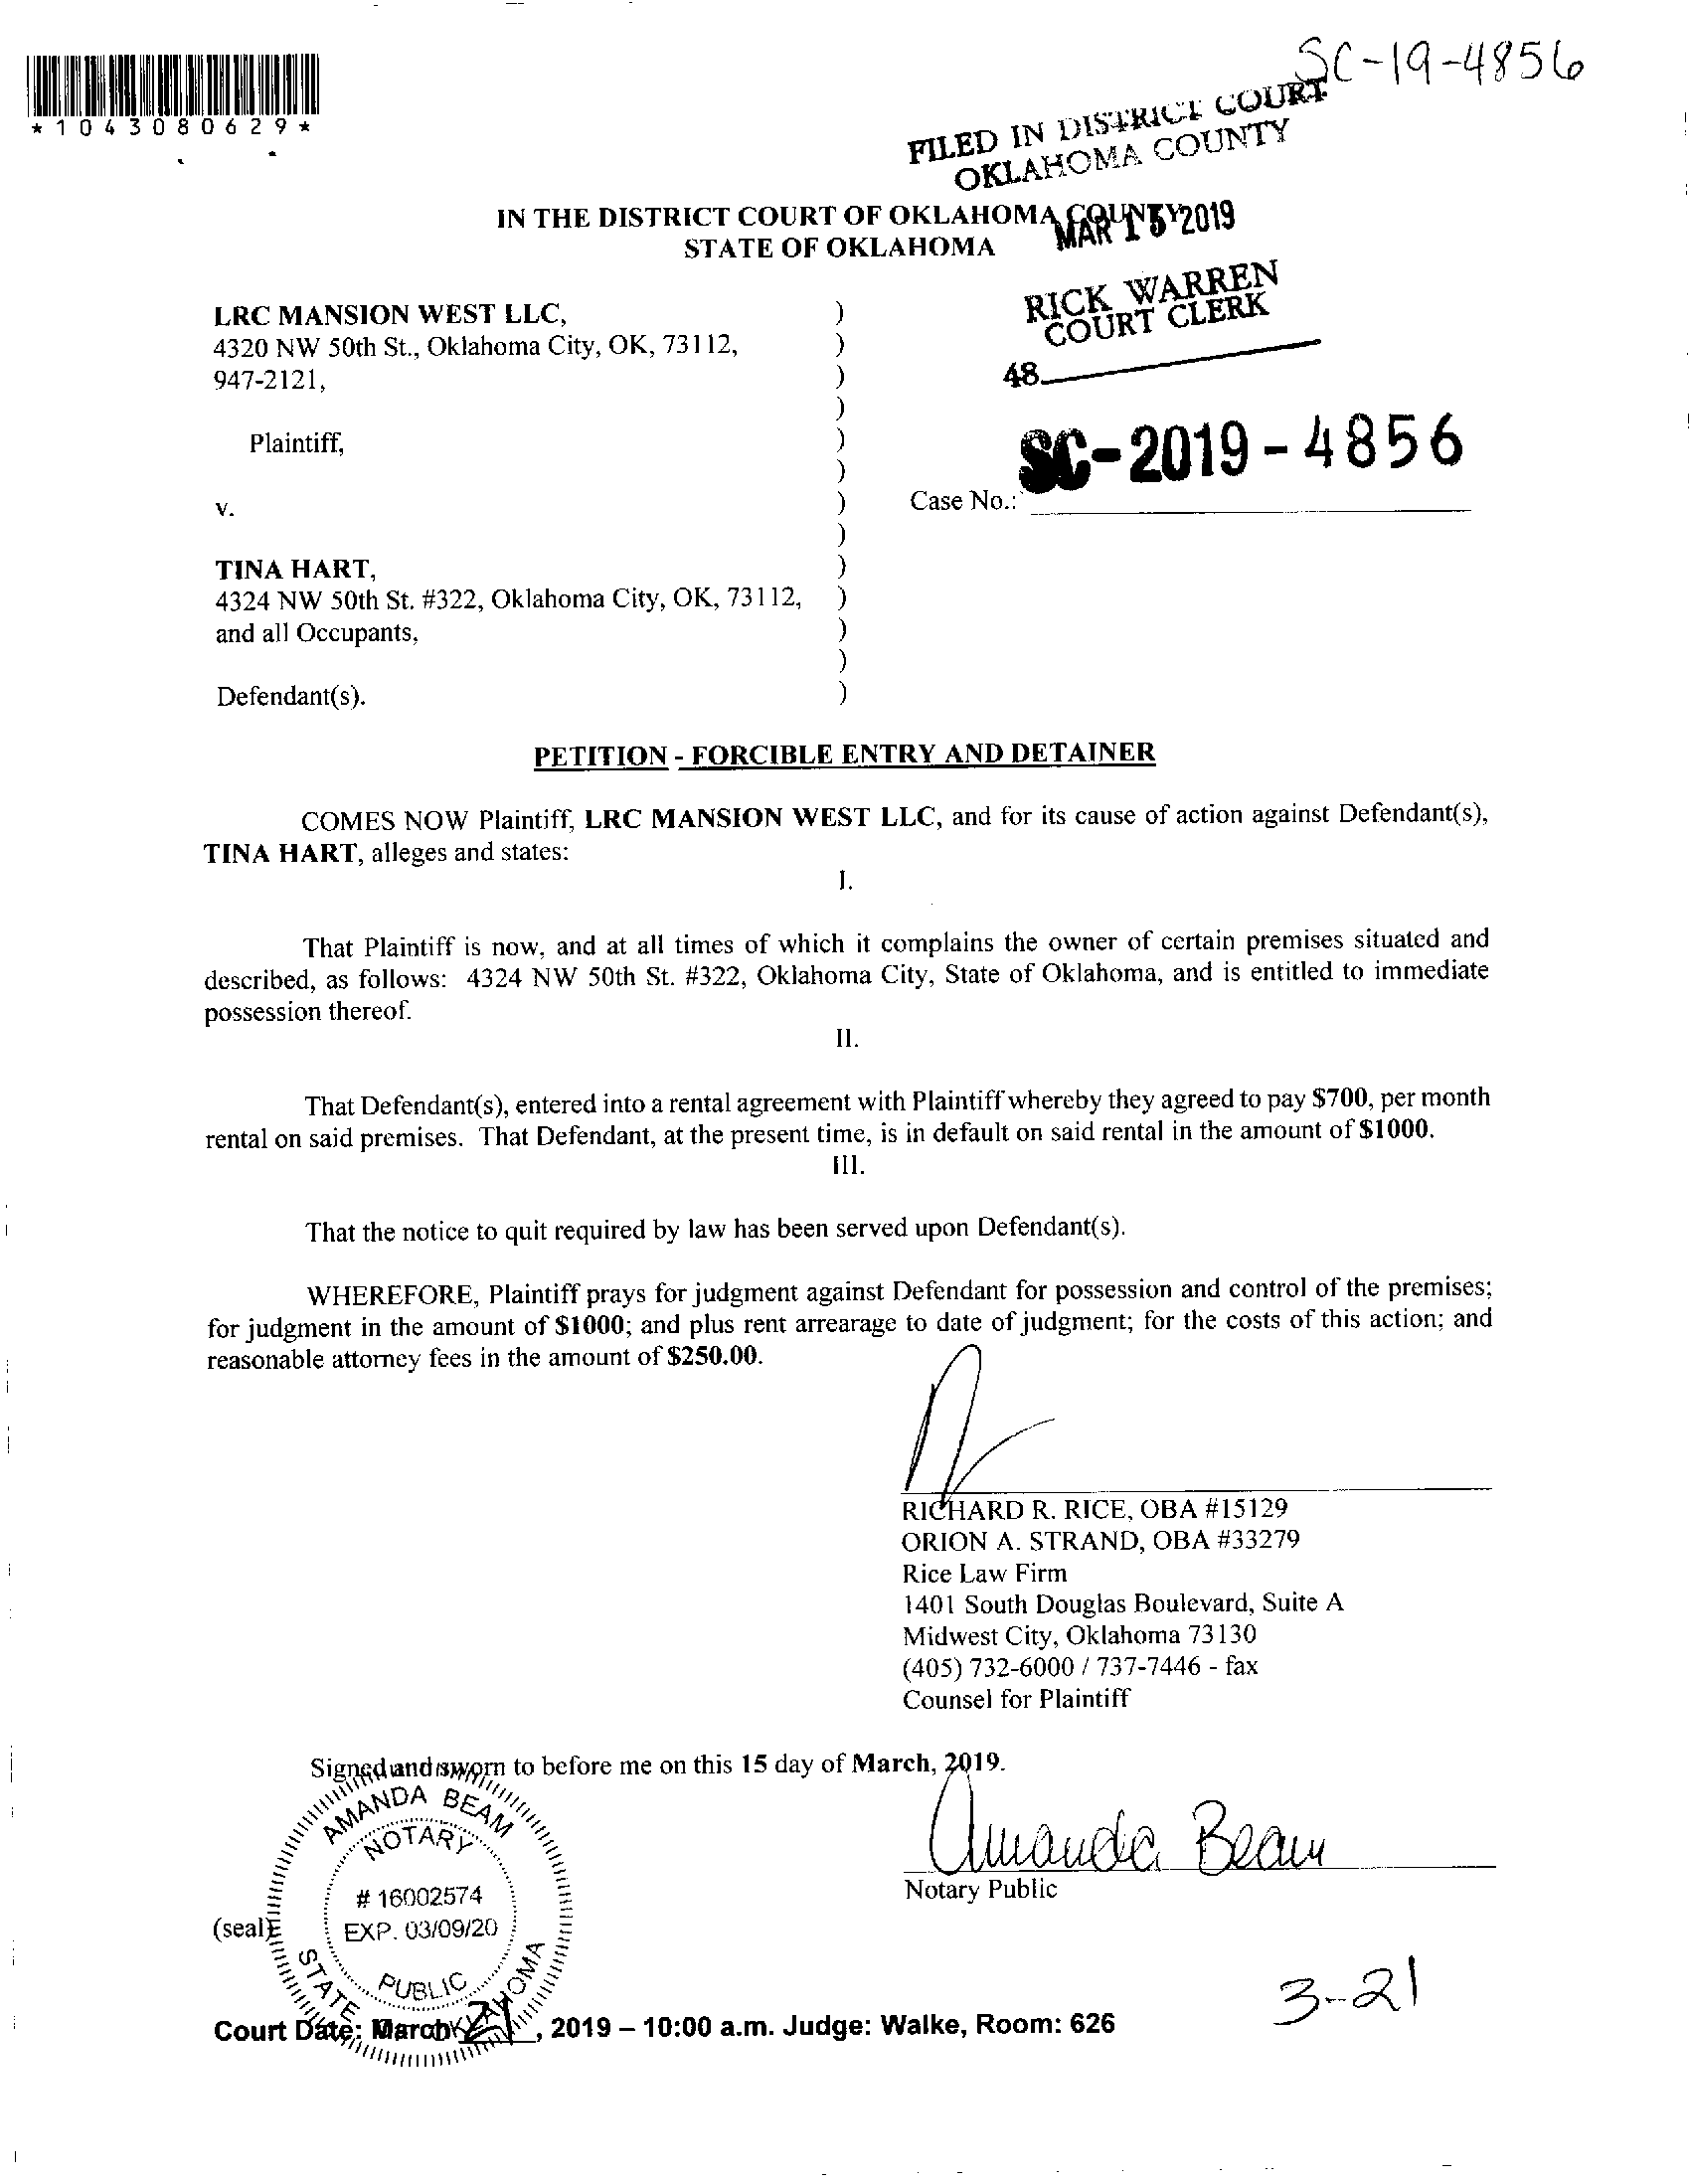 SC-19-4856
*1043080629*
FILED IN DISTRICT COURT
OKLAHOMA COUNTY
IN THE DISTRICT COURT OF OKLAHOMA COUNTY
STATE OF OKLAHOMA
MAR 15 2019
RICK WARREN
COURT CLERK
48
LRC MANSION WEST LLC, )
4320 NW 50th St., Oklahoma City, OK, 73112, )
947-2121, )
)
Plaintiff, )
)
SC-2019-4856
v. ) Case No.:
)
TINA HART, )
4324 NW 50th St. #322, Oklahoma City, OK, 73112, )
and all Occupants, )
)
Defendant(s). )
PETITION - FORCIBLE ENTRY AND DETAINER
COMES NOW Plaintiff, LRC MANSION WEST LLC, and for its cause of action against Defendant(s),
TINA HART, alleges and states:
I.
That Plaintiff is now, and at all times of which it complains the owner of certain premises situated and
described, as follows: 4324 NW 50th St. #322, Oklahoma City, State of Oklahoma, and is entitled to immediate
possession thereof.
II.
That Defendant(s), entered into a rental agreement with Plaintiff whereby they agreed to pay $700, per month
rental on said premises. That Defendant, at the present time, is in default on said rental in the amount of $1000.
III.
That the notice to quit required by law has been served upon Defendant(s).
WHEREFORE, Plaintiff prays for judgment against Defendant for possession and control of the premises;
for judgment in the amount of $1000; and plus rent arrearage to date of judgment; for the costs of this action; and
reasonable attorney fees in the amount of $250.00.
RICHARD R. RICE, OBA #15129
ORION A. STRAND, OBA #33279
Rice Law Firm
1401 South Douglas Boulevard, Suite A
Midwest City, Oklahoma 73130
(405) 732-6000 / 737-7446 - fax
Counsel for Plaintiff
Signed and sworn to before me on this 15 day of March, 2019.
AMANDA BEAM
NOTARY
# 16002574
EXP. 03/09/20
PUBLIC
STATE OKLAHOMA
Amanda Beam
Notary Public
(seal)
3-21
Court Date: March 21, 2019 – 10:00 a.m. Judge: Walke, Room: 626